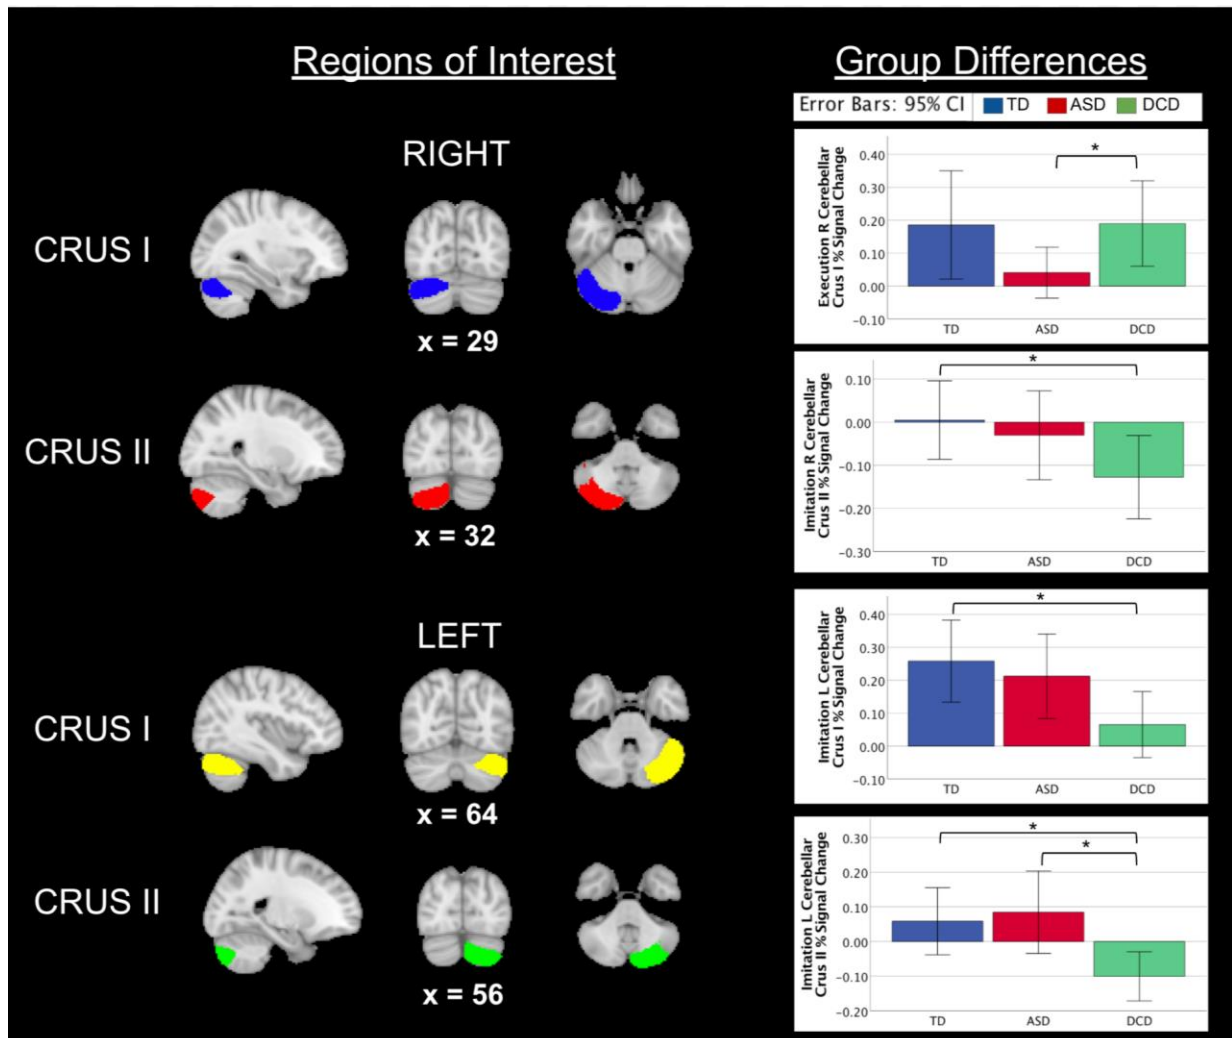 Regions of Interest
Group Differences
Error Bars: 95% CI
TD
ASD
DCD
RIGHT
CRUS I
x = 29
Execution R Cerebellar
Crus I % Signal Change
0.40
0.30
0.20
0.10
0.00
-0.10
*
TD
ASD
DCD
CRUS II
x = 32
Imitation R Cerebellar
Crus II % Signal Change
0.10
0.00
-0.10
-0.20
-0.30
*
TD
ASD
DCD
LEFT
CRUS I
x = 64
Imitation L Cerebellar
Crus I % Signal Change
0.40
0.30
0.20
0.10
0.00
-0.10
*
TD
ASD
DCD
CRUS II
x = 56
Imitation L Cerebellar
Crus II % Signal Change
0.30
0.20
0.10
0.00
-0.10
-0.20
*
*
TD
ASD
DCD